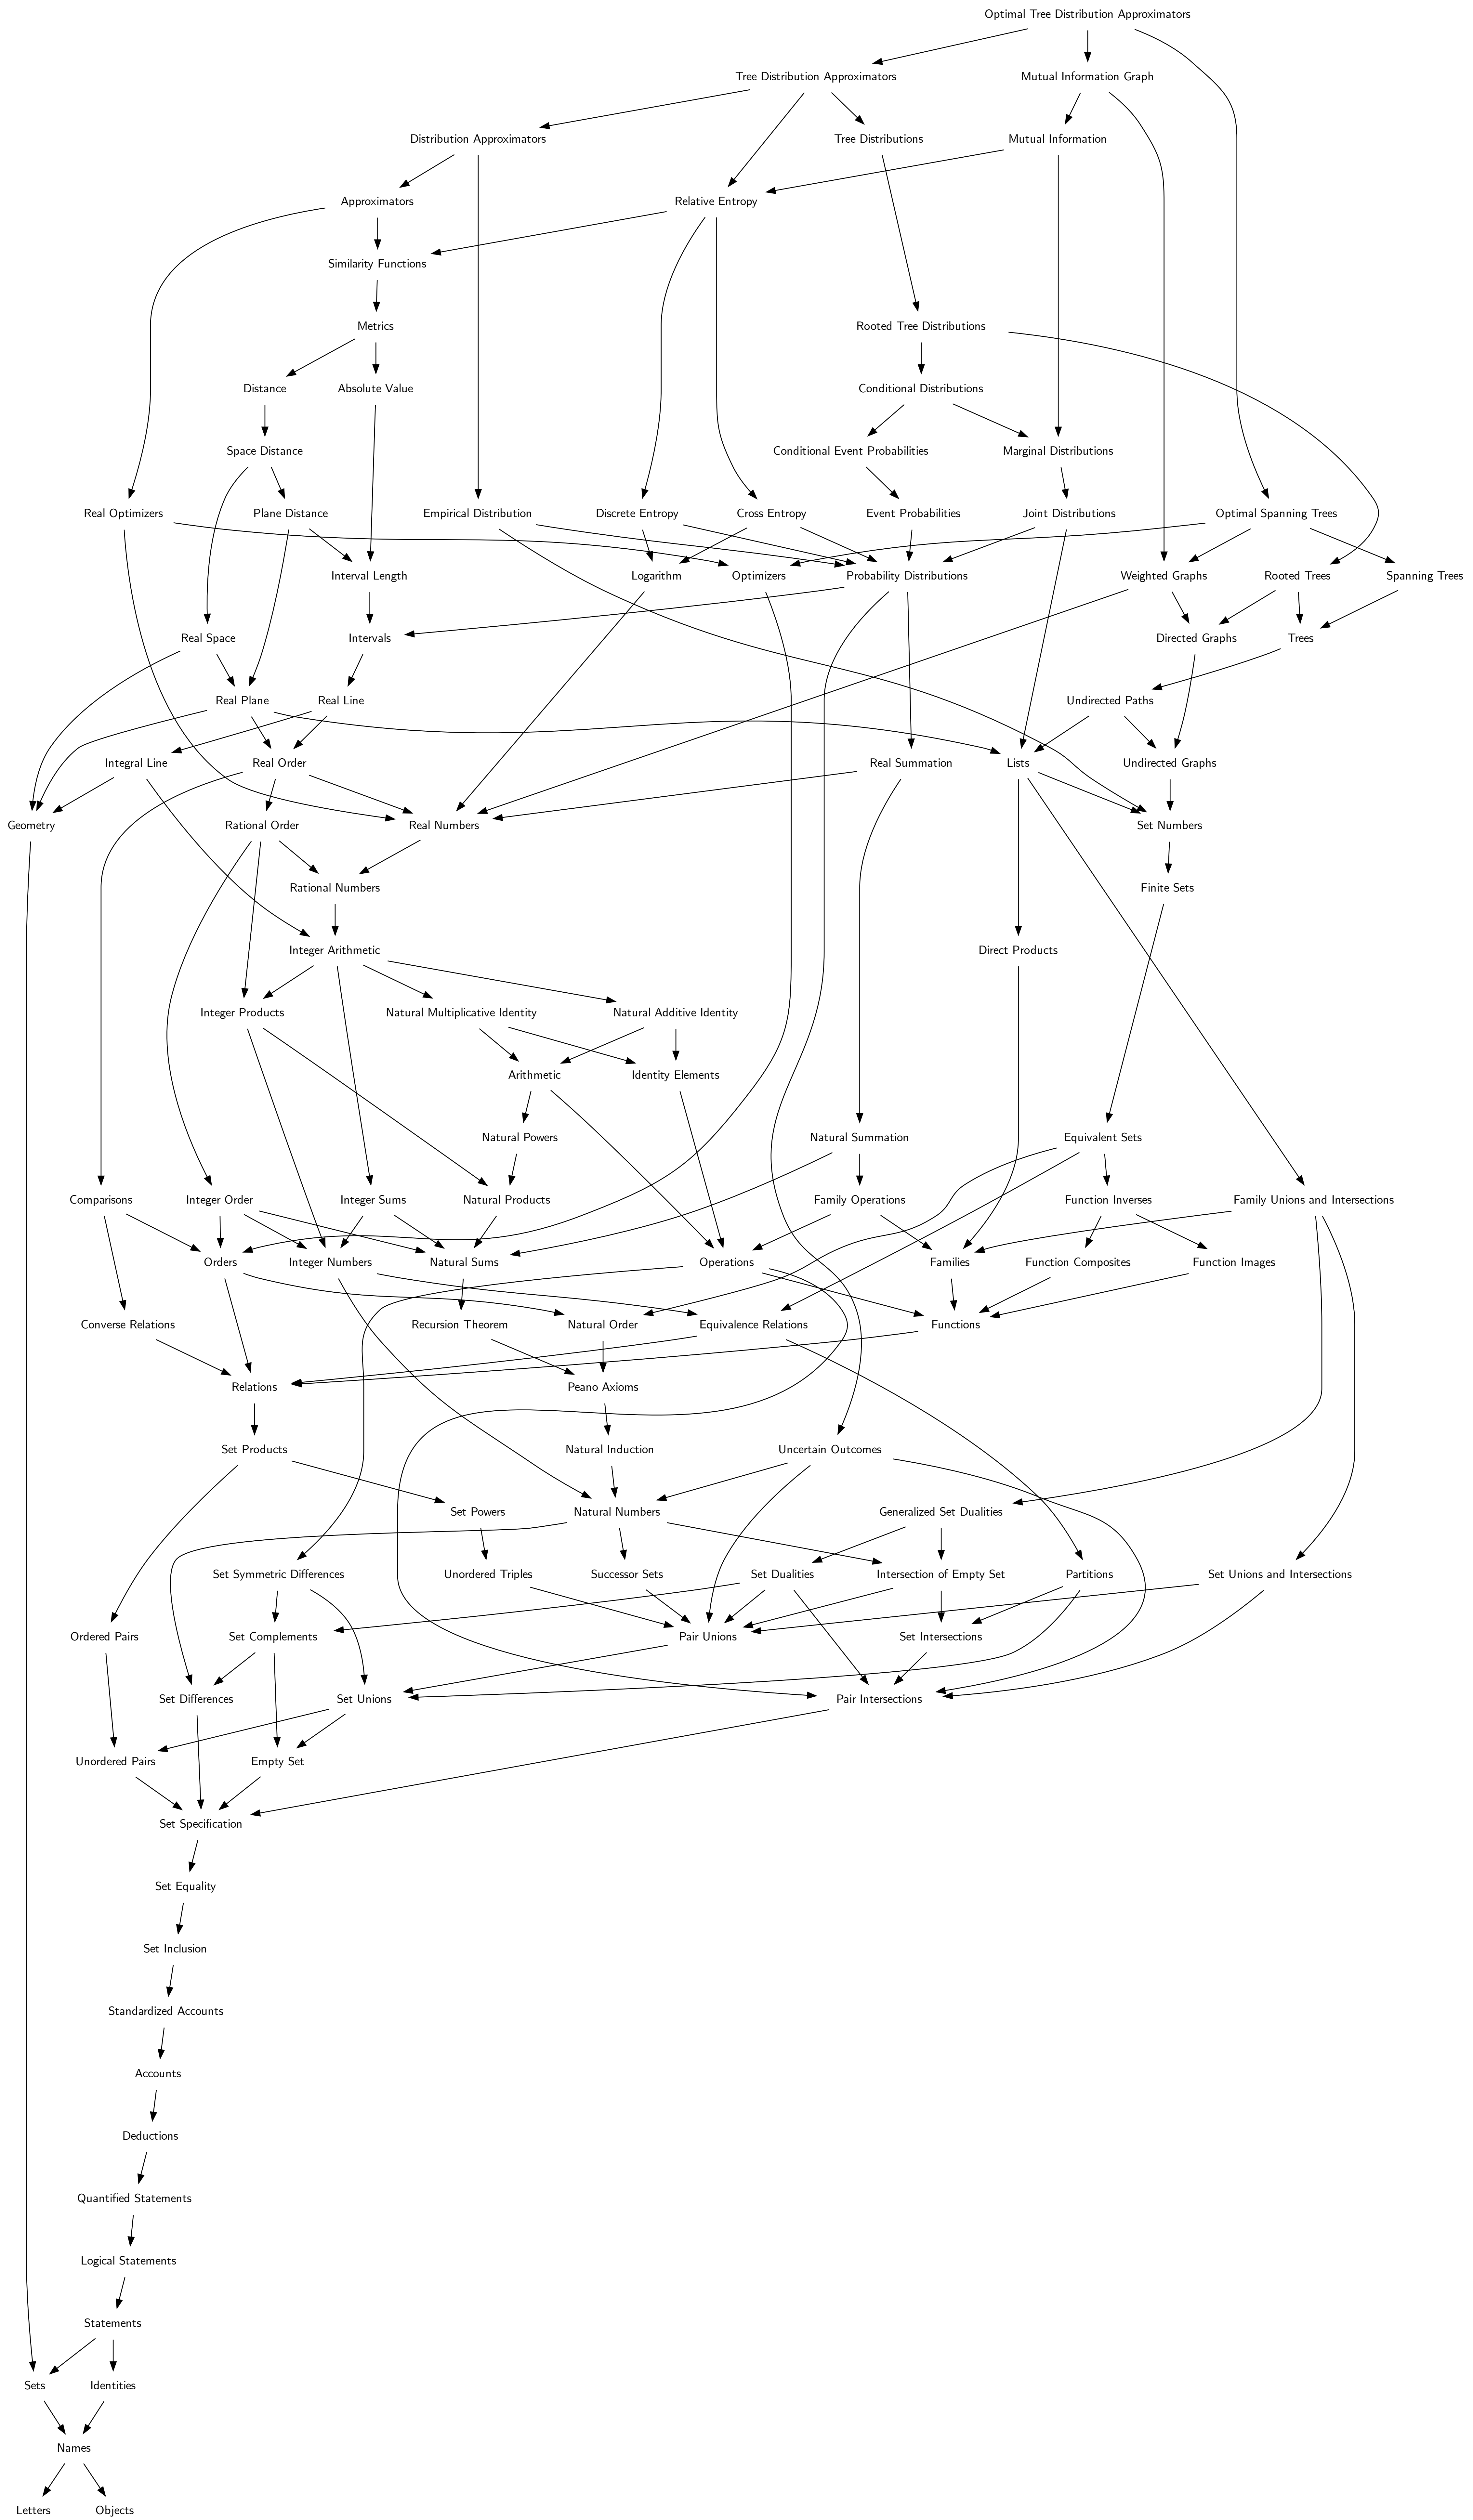 Optimal Tree Distribution Approximators
Tree Distribution Approximators
Mutual Information Graph
Distribution Approximators
Tree Distributions
Mutual Information
Approximators
Relative Entropy
Similarity Functions
Metrics
Rooted Tree Distributions
Distance
Absolute Value
Conditional Distributions
Space Distance
Conditional Event Probabilities
Marginal Distributions
Real Optimizers
Plane Distance
Empirical Distribution
Discrete Entropy
Cross Entropy
Event Probabilities
Joint Distributions
Optimal Spanning Trees
Interval Length
Logarithm
Optimizers
Probability Distributions
Weighted Graphs
Rooted Trees
Spanning Trees
Real Space
Intervals
Directed Graphs
Trees
Real Plane
Real Line
Undirected Paths
Integral Line
Real Order
Real Summation
Lists
Undirected Graphs
Geometry
Rational Order
Real Numbers
Set Numbers
Rational Numbers
Finite Sets
Integer Arithmetic
Direct Products
Integer Products
Natural Multiplicative Identity
Natural Additive Identity
Arithmetic
Identity Elements
Natural Powers
Natural Summation
Equivalent Sets
Comparisons
Integer Order
Integer Sums
Natural Products
Family Operations
Function Inverses
Family Unions and Intersections
Orders
Integer Numbers
Natural Sums
Operations
Families
Function Composites
Function Images
Converse Relations
Recursion Theorem
Natural Order
Equivalence Relations
Functions
Relations
Peano Axioms
Set Products
Natural Induction
Uncertain Outcomes
Set Powers
Natural Numbers
Generalized Set Dualities
Set Symmetric Differences
Unordered Triples
Successor Sets
Set Dualities
Intersection of Empty Set
Partitions
Set Unions and Intersections
Ordered Pairs
Set Complements
Pair Unions
Set Intersections
Set Differences
Set Unions
Pair Intersections
Unordered Pairs
Empty Set
Set Specification
Set Equality
Set Inclusion
Standardized Accounts
Accounts
Deductions
Quantified Statements
Logical Statements
Statements
Sets
Identities
Names
Letters
Objects